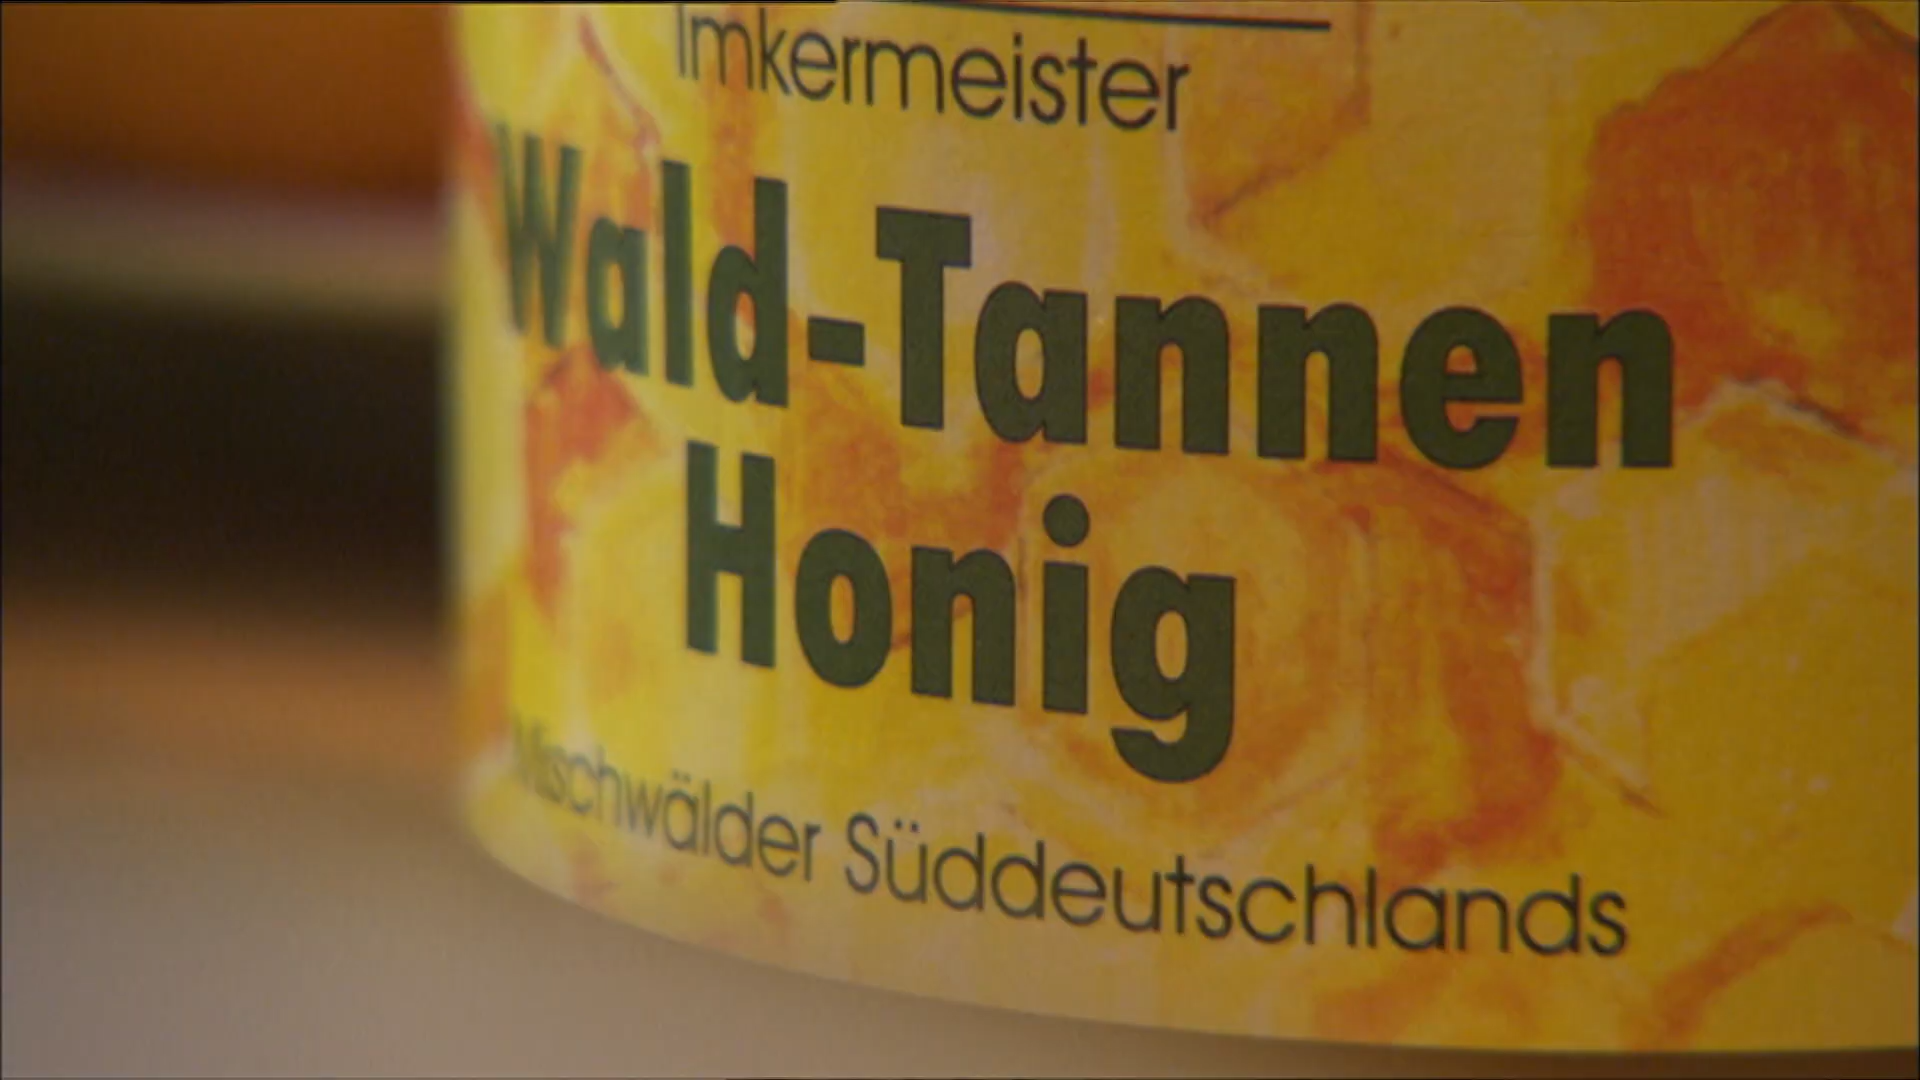 Imkermeister
Wald-Tannen
Honig
Mischwälder Süddeutschlands